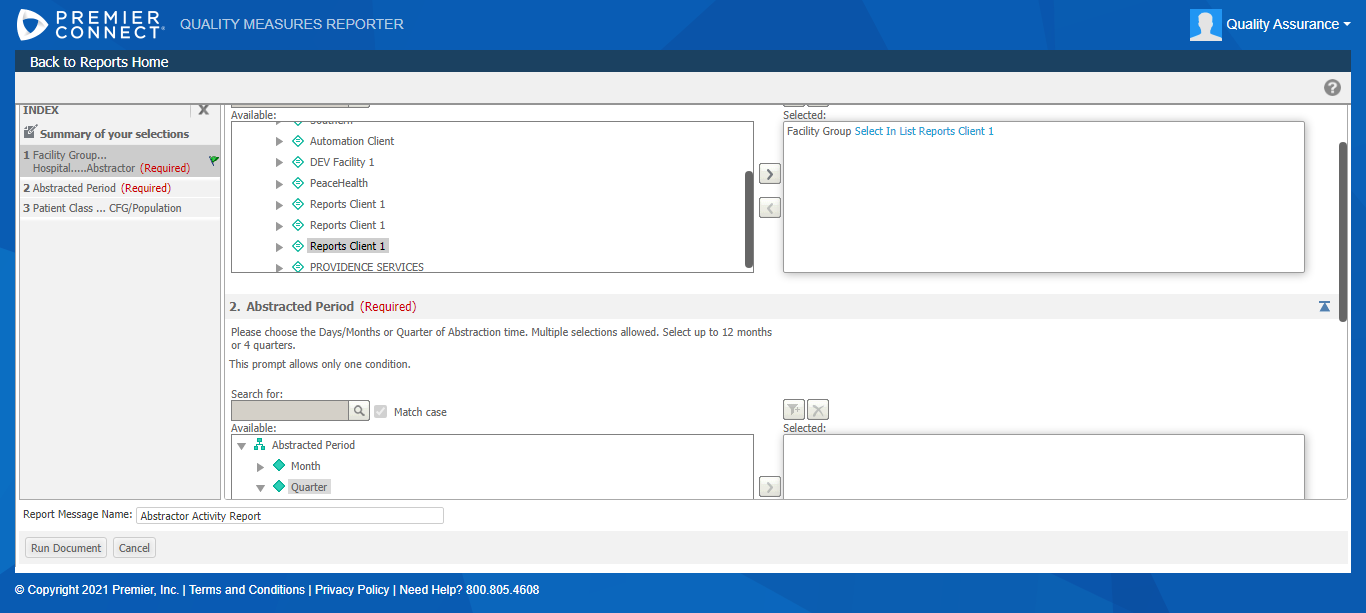 PREMIER
CONNECT
QUALITY MEASURES REPORTER
Quality Assurance
Back to Reports Home
INDEX
X
Summary of your selections
1 Facility Group...
Hospital.....Abstractor (Required)
2 Abstracted Period (Required)
3 Patient Class ... CFG/Population
Available:
Southern
Automation Client
DEV Facility 1
PeaceHealth
Reports Client 1
Reports Client 1
Reports Client 1
PROVIDENCE SERVICES
Selected:
Facility Group Select In List Reports Client 1
2. Abstracted Period (Required)
Please choose the Days/Months or Quarter of Abstraction time. Multiple selections allowed. Select up to 12 months
or 4 quarters.
This prompt allows only one condition.
Search for:
Match case
Available:
Abstracted Period
Month
Quarter
Selected:
Report Message Name: Abstractor Activity Report
Run Document Cancel
© Copyright 2021 Premier, Inc. | Terms and Conditions | Privacy Policy | Need Help? 800.805.4608